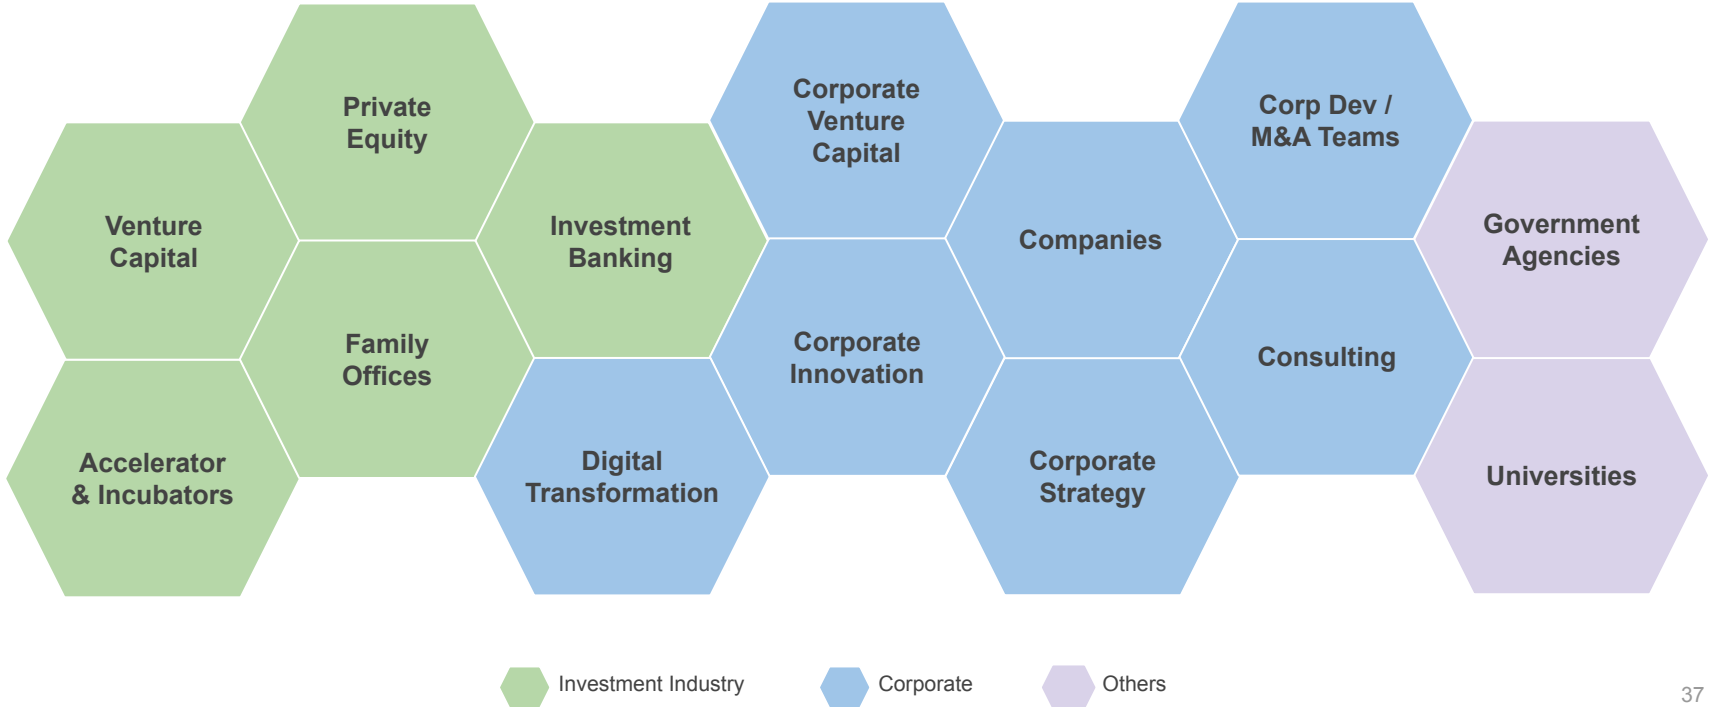 Private
Equity
Corporate
Venture
Capital
Corp Dev /
M&A Teams
Venture
Capital
Investment
Banking
Companies
Government
Agencies
Family
Offices
Corporate
Innovation
Consulting
Accelerator
& Incubators
Digital
Transformation
Corporate
Strategy
Universities
Investment Industry
Corporate
Others
37